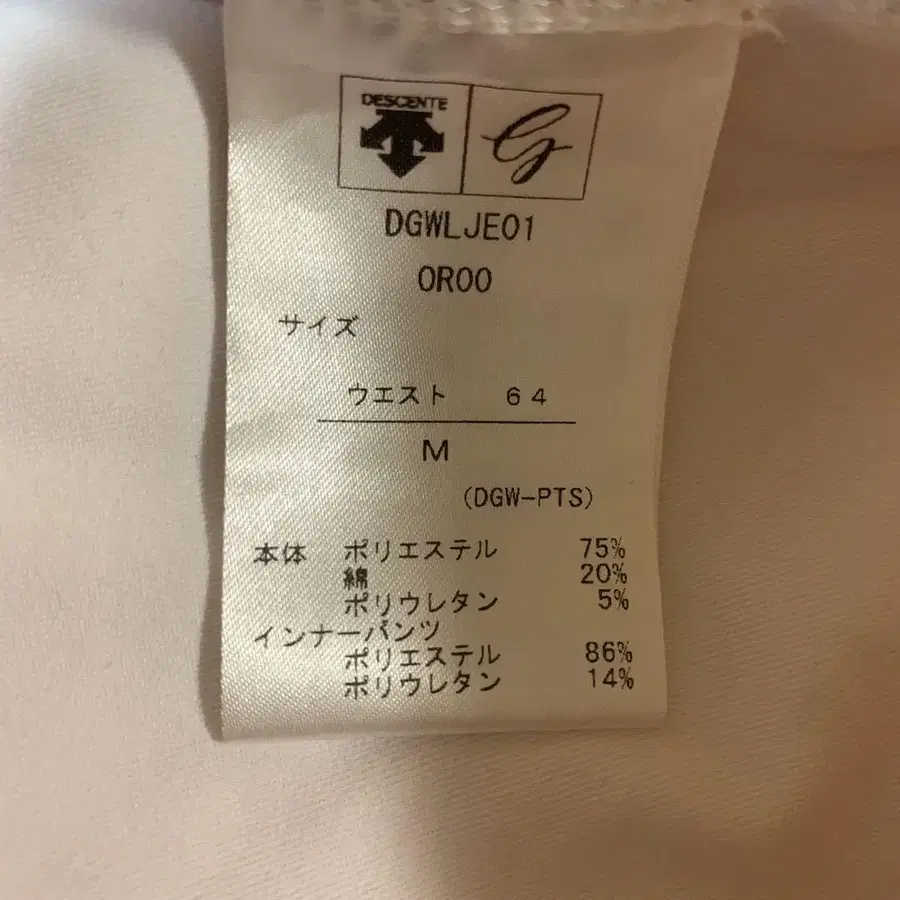 DESCENTE
G
DGWLJE01
OR00
サイズ
ウエスト 64
M
(DGW-PTS)
本体 ポリエステル 75%
綿 20%
ポリウレタン 5%
インナーパンツ
ポリエステル 86%
ポリウレタン 14%